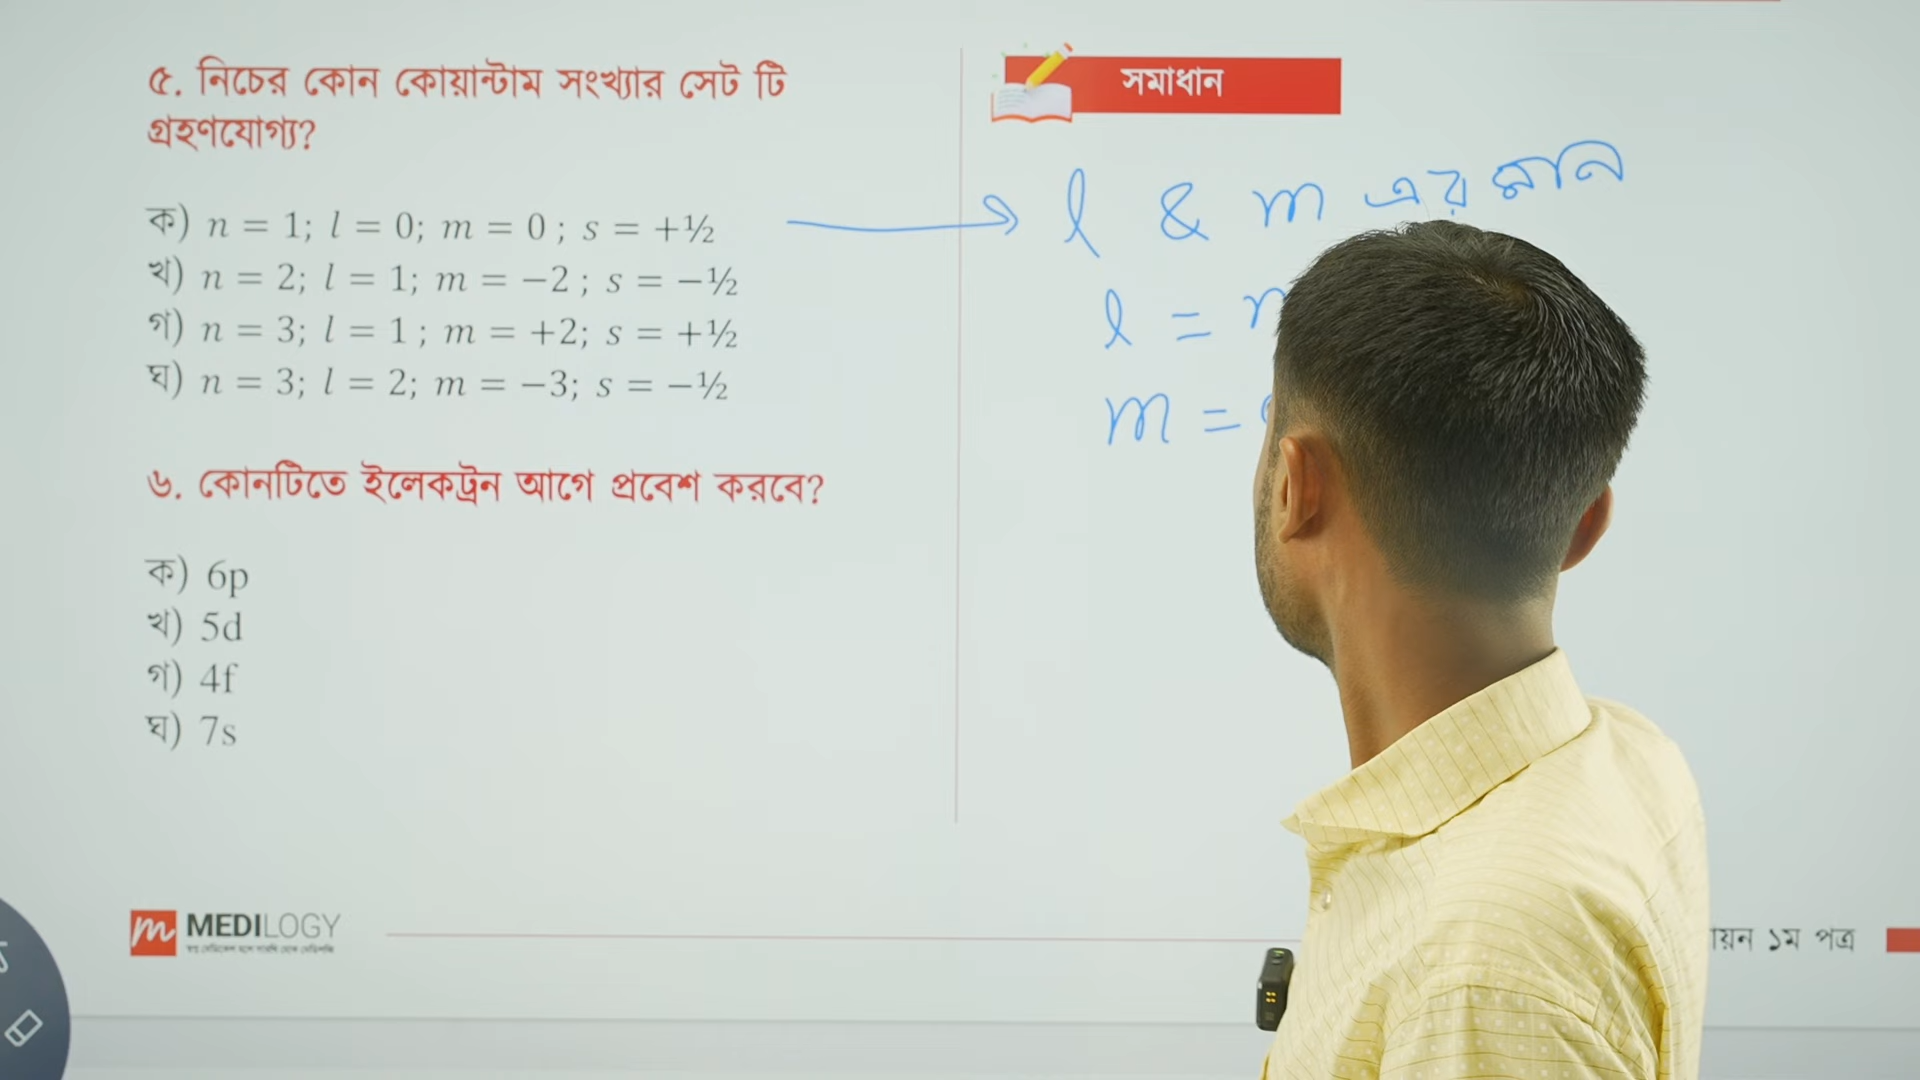 ৫. নিচের কোন কোয়ান্টাম সংখ্যার সেট টি
গ্রহণযোগ্য?
ক) n = 1; l = 0; m = 0 ; s = +½
খ) n = 2; l = 1; m = −2 ; s = −½
গ) n = 3; l = 1 ; m = +2; s = +½
ঘ) n = 3; l = 2; m = −3; s = −½
৬. কোনটিতে ইলেকট্রন আগে প্রবেশ করবে?
ক) 6p
খ) 5d
গ) 4f
ঘ) 7s
সমাধান
l & m এর মান
l = n
m =
MEDILOGY
১ম পত্র